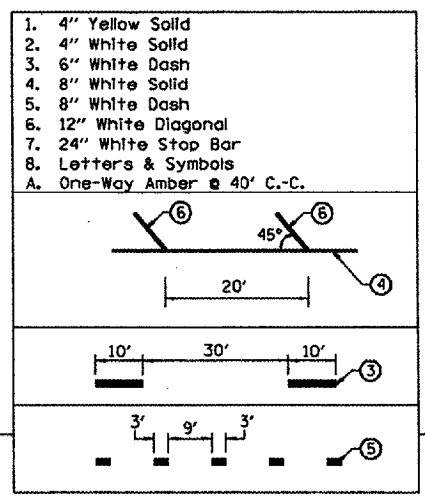 1. 4" Yellow Solid
2. 4" White Solid
3. 6" White Dash
4. 8" White Solid
5. 8" White Dash
6. 12" White Diagonal
7. 24" White Stop Bar
8. Letters & Symbols
A. One-Way Amber @ 40' C.-C.
6 6
45°
4
20'
10' 30' 10'
3
3' 9' 3'
5